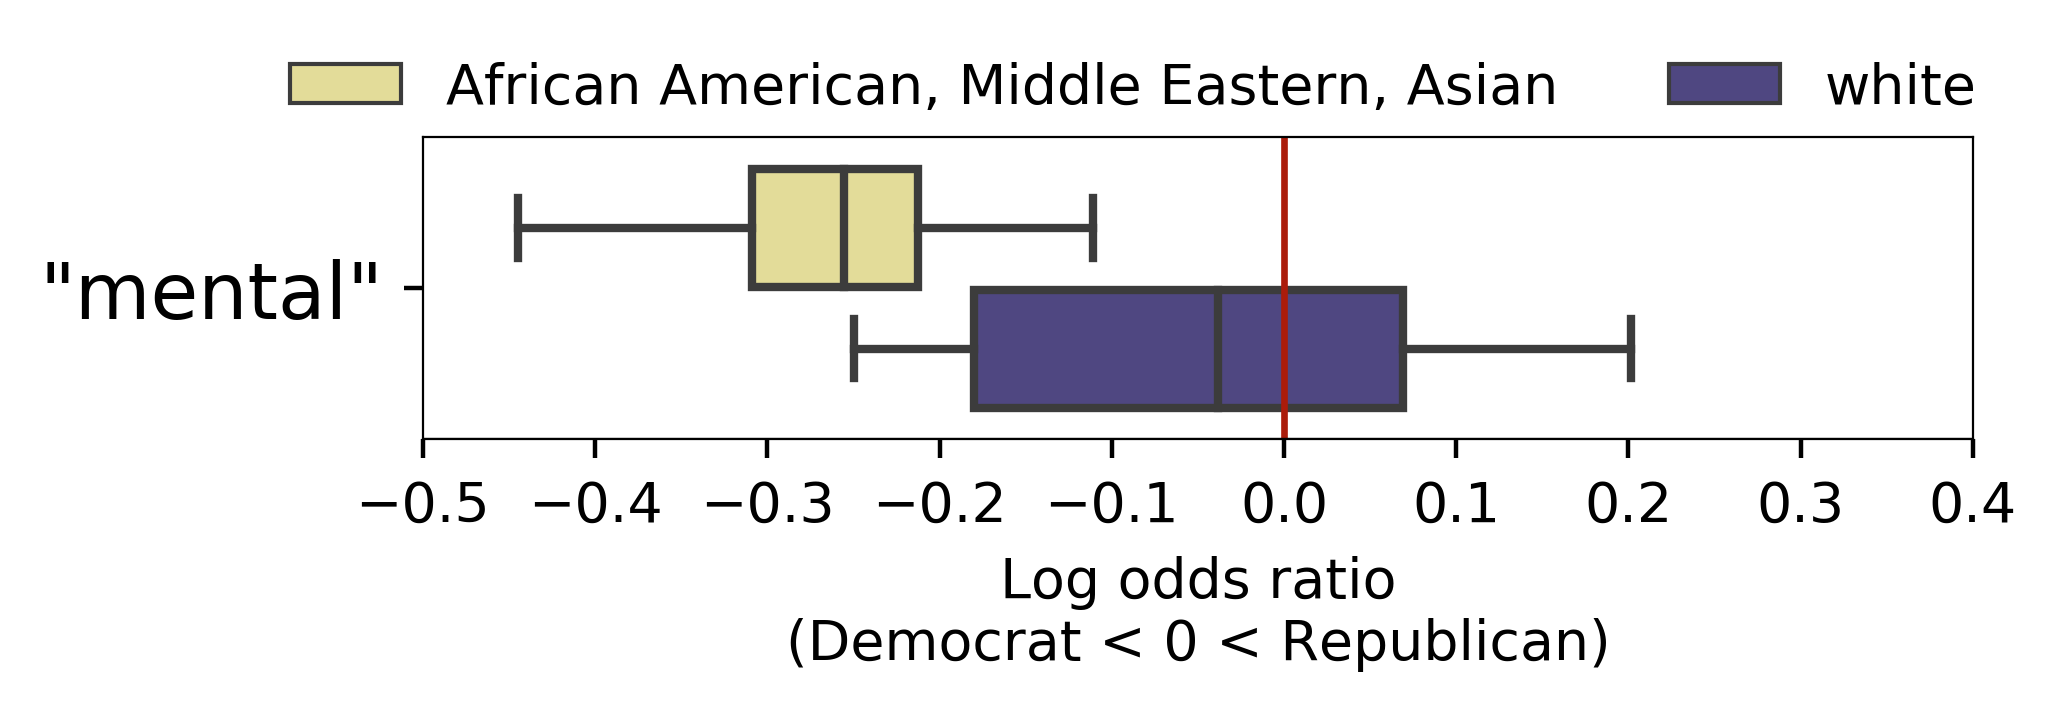 African American, Middle Eastern, Asian white
"mental"
−0.5 −0.4 −0.3 −0.2 −0.1 0.0 0.1 0.2 0.3 0.4
Log odds ratio
(Democrat < 0 < Republican)